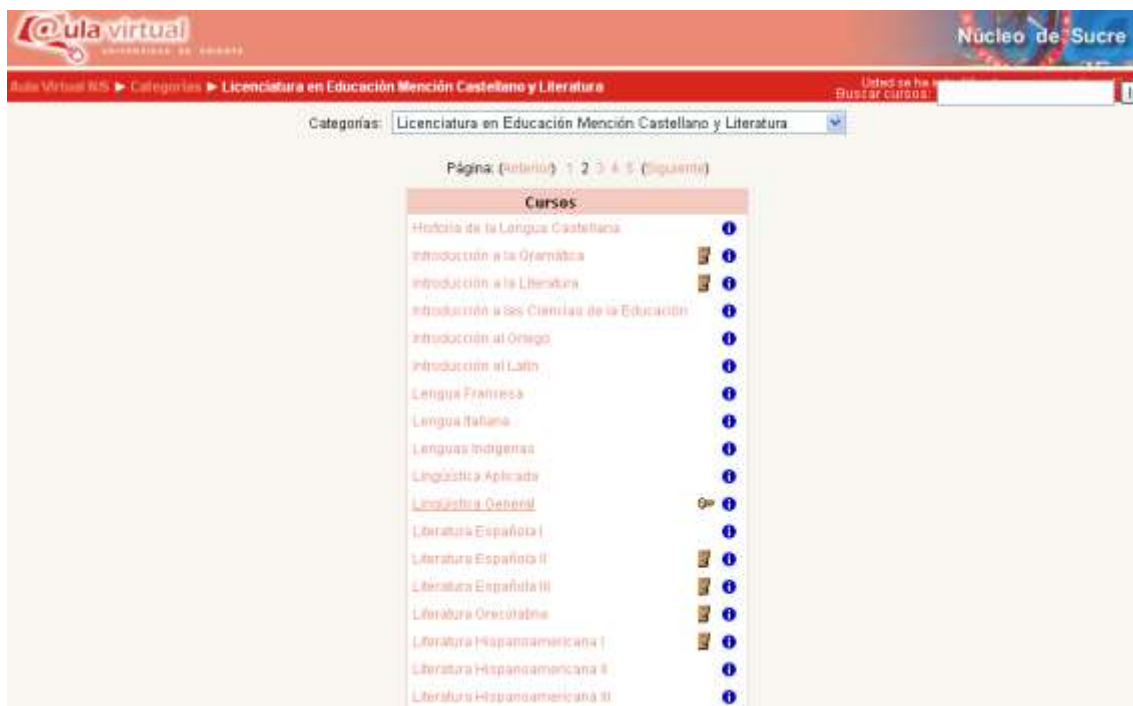 @ula virtual
UNIVERSIDAD DE ORIENTE
Núcleo de Sucre
Aula Virtual NS ► Categorías ► Licenciatura en Educación Mención Castellano y Literatura
Usted se ha
Buscar cursos:
Categorías: Licenciatura en Educación Mención Castellano y Literatura
Página: (Anterior) 1 2 3 4 5 (Siguiente)
Cursos
Historia de la Lengua Castellana
Introducción a la Gramática
Introducción a la Literatura
Introducción a las Ciencias de la Educación
Introducción al Griego
Introducción al Latín
Lengua Francesa
Lengua Italiana
Lenguas Indígenas
Lingüística Aplicada
Lingüística General
Literatura Española I
Literatura Española II
Literatura Española III
Literatura Grecolatina
Literatura Hispanoamericana I
Literatura Hispanoamericana II
Literatura Hispanoamericana III